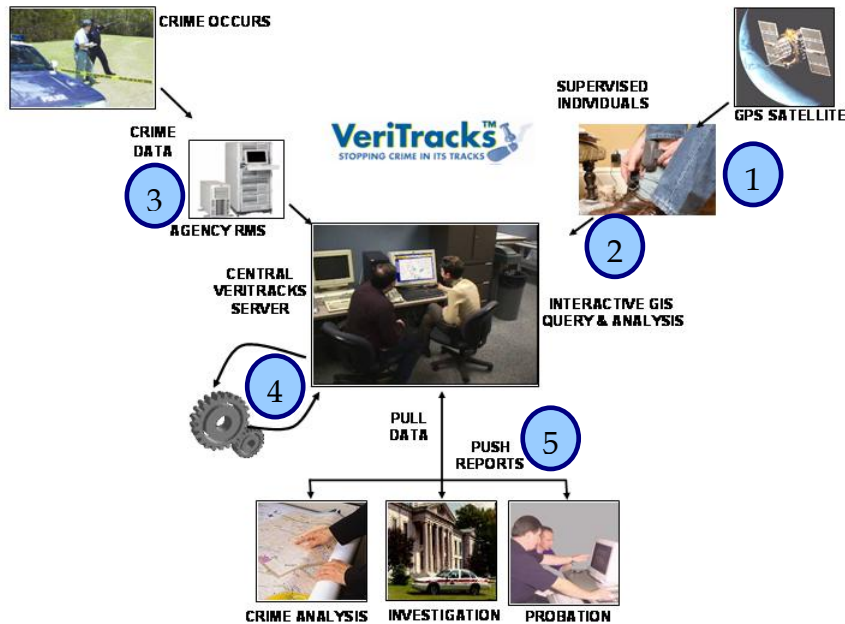 CRIME OCCURS
SUPERVISED
INDIVIDUALS
GPS SATELLITE
CRIME
DATA
VeriTracks™
STOPPING CRIME IN ITS TRACKS
1
3
AGENCY RMS
2
CENTRAL
VERITRACKS
SERVER
INTERACTIVE GIS
QUERY & ANALYSIS
4
PULL
DATA
5
PUSH
REPORTS
CRIME ANALYSIS
INVESTIGATION
PROBATION